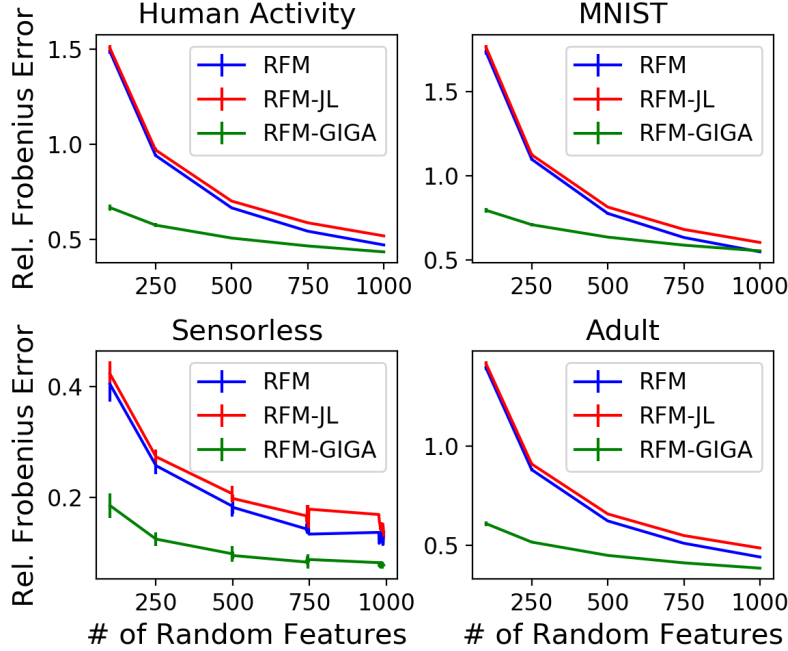 Human Activity
Rel. Frobenius Error
1.5
1.0
0.5
250
500
750
1000
RFM
RFM-JL
RFM-GIGA
MNIST
1.5
1.0
0.5
250
500
750
1000
RFM
RFM-JL
RFM-GIGA
Sensorless
Rel. Frobenius Error
0.4
0.2
250
500
750
1000
# of Random Features
RFM
RFM-JL
RFM-GIGA
Adult
1.0
0.5
250
500
750
1000
# of Random Features
RFM
RFM-JL
RFM-GIGA